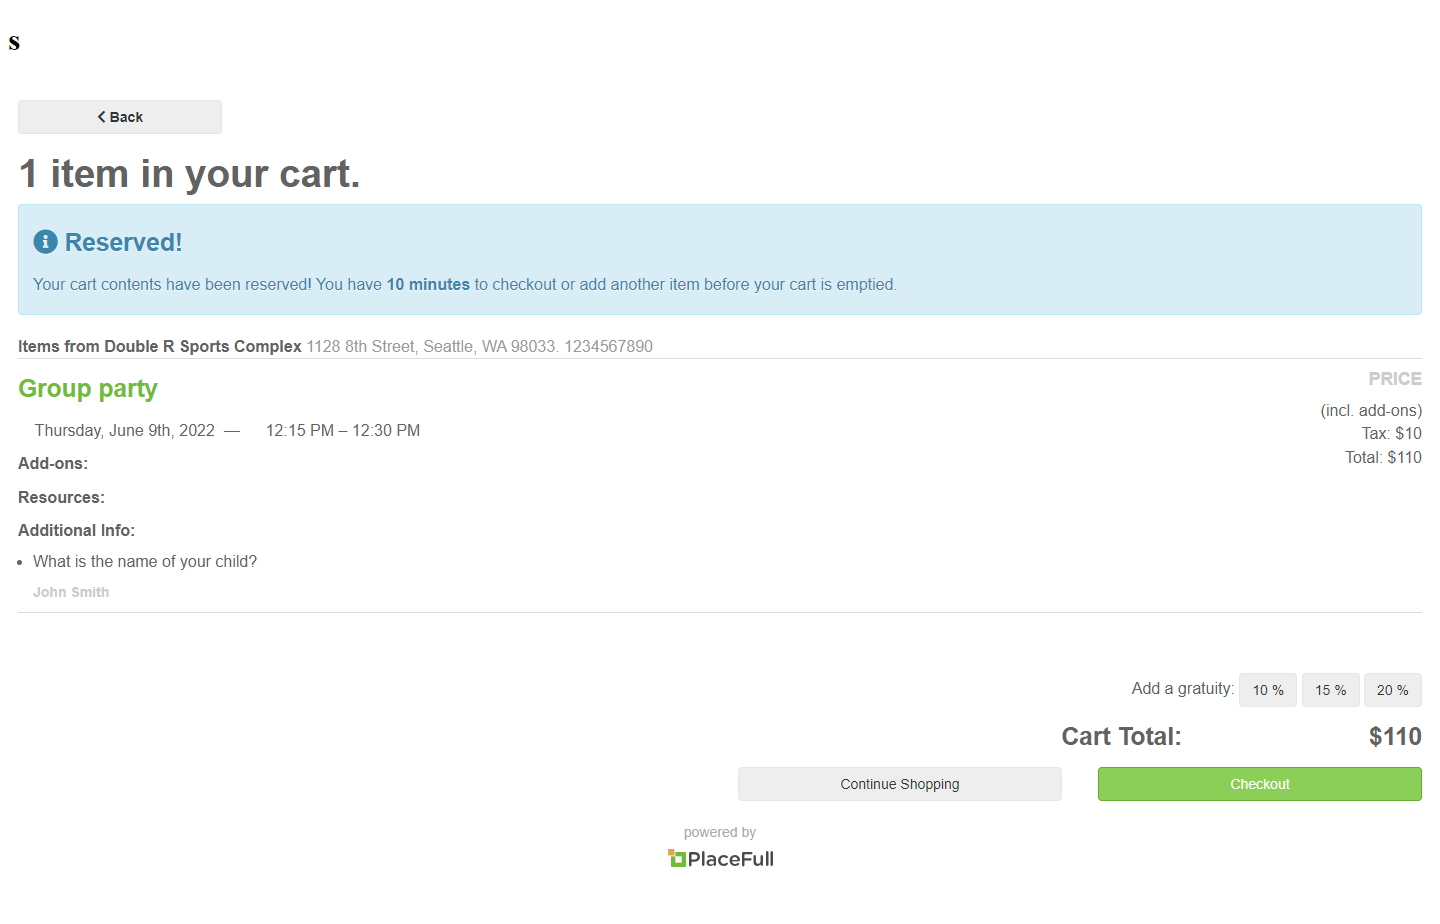 s
Back
1 item in your cart.
Reserved!
Your cart contents have been reserved! You have 10 minutes to checkout or add another item before your cart is emptied.
Items from Double R Sports Complex 1128 8th Street, Seattle, WA 98033. 1234567890
Group party
PRICE
(incl. add-ons)
Thursday, June 9th, 2022 — 12:15 PM – 12:30 PM
Tax: $10
Total: $110
Add-ons:
Resources:
Additional Info:
• What is the name of your child?
John Smith
Add a gratuity: 10 % 15 % 20 %
Cart Total: $110
Continue Shopping Checkout
powered by
PlaceFull